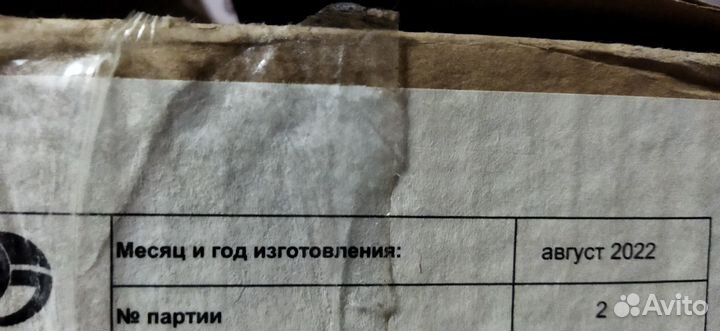 Месяц и год изготовления: август 2022
№ партии 2
Avito